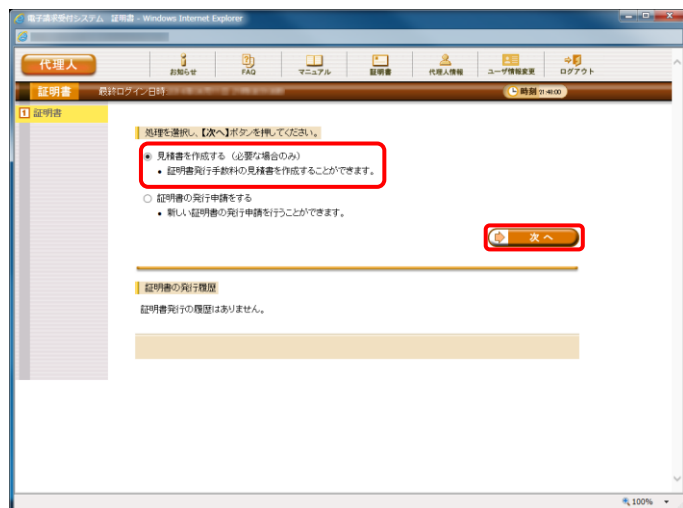 電子請求受付システム 証明書 - Windows Internet Explorer
代理人
お知らせ
FAQ
マニュアル
証明書
代理人情報
ユーザ情報変更
ログアウト
証明書
最終ログイン日時
時刻 21:48:00
1 証明書
処理を選択し、【次へ】ボタンを押してください。
見積書を作成する（必要な場合のみ）
• 証明書発行手数料の見積書を作成することができます。
証明書の発行申請をする
• 新しい証明書の発行申請を行うことができます。
次へ
証明書の発行履歴
証明書発行の履歴はありません。
100%